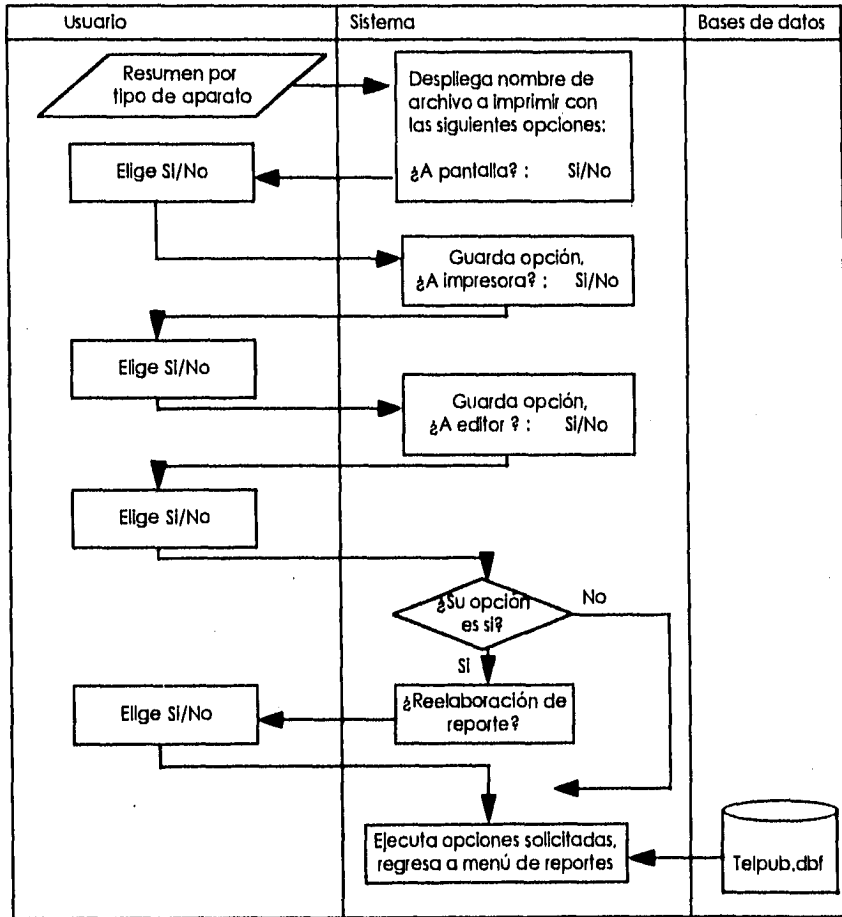 Usuario
Sistema
Bases de datos
Resumen por
tipo de aparato
Despliega nombre de
archivo a imprimir con
las siguientes opciones:
¿A pantalla? : Si/No
Elige Si/No
Guarda opción,
¿A impresora? : Si/No
Elige Si/No
Guarda opción,
¿A editor ? : Si/No
Elige Si/No
¿Su opción
es si?
No
Si
¿Reelaboración de
reporte?
Elige Si/No
Ejecuta opciones solicitadas,
regresa a menú de reportes
Telpub.dbf